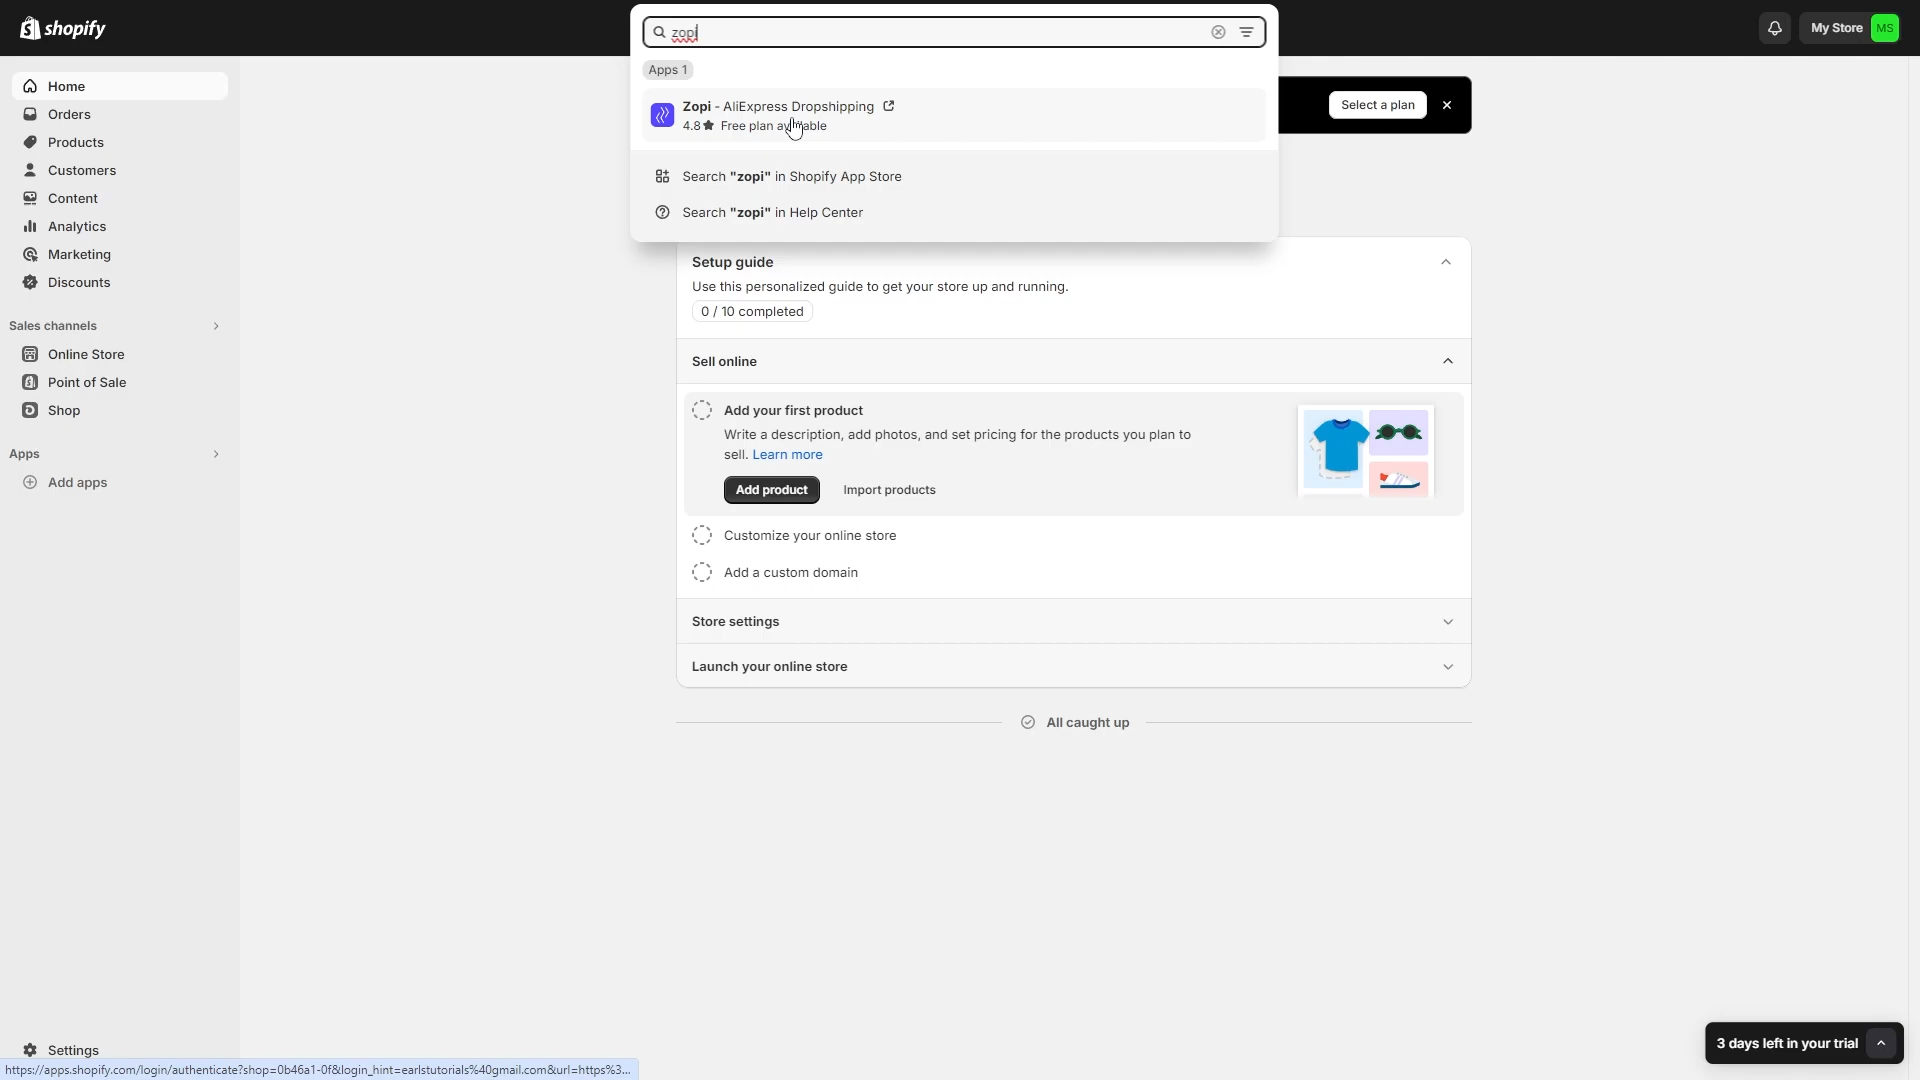 shopify
zopi
My Store
MS
Apps 1
Zopi - AliExpress Dropshipping
4.8★ Free plan available
Select a plan
Search "zopi" in Shopify App Store
Search "zopi" in Help Center
Home
Orders
Products
Customers
Content
Analytics
Marketing
Discounts
Sales channels
Online Store
Point of Sale
Shop
Apps
Add apps
Settings
Setup guide
Use this personalized guide to get your store up and running.
0 / 10 completed
Sell online
Add your first product
Write a description, add photos, and set pricing for the products you plan to
sell. Learn more
Add product
Import products
Customize your online store
Add a custom domain
Store settings
Launch your online store
All caught up
3 days left in your trial
https://apps.shopify.com/login/authenticate?shop=0b46a1-0f&login_hint=earlstutorials%40gmail.com&url=https%3...